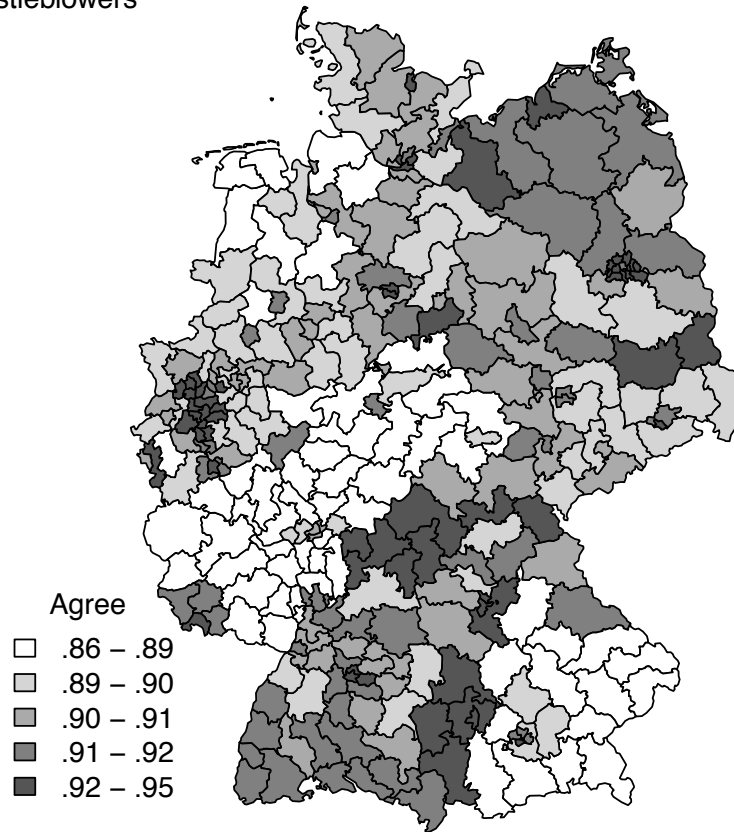 Agree
.86 – .89
.89 – .90
.90 – .91
.91 – .92
.92 – .95